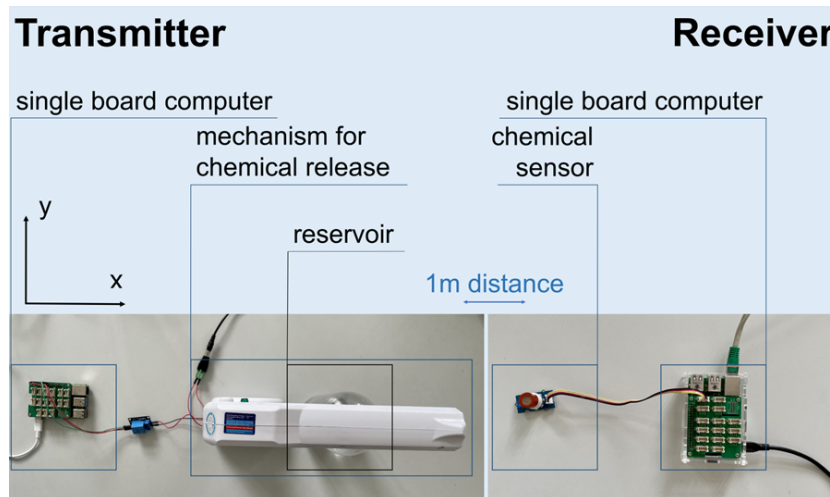 Transmitter
Receiver
single board computer
single board computer
mechanism for
chemical release
chemical
sensor
y
reservoir
x
1m distance